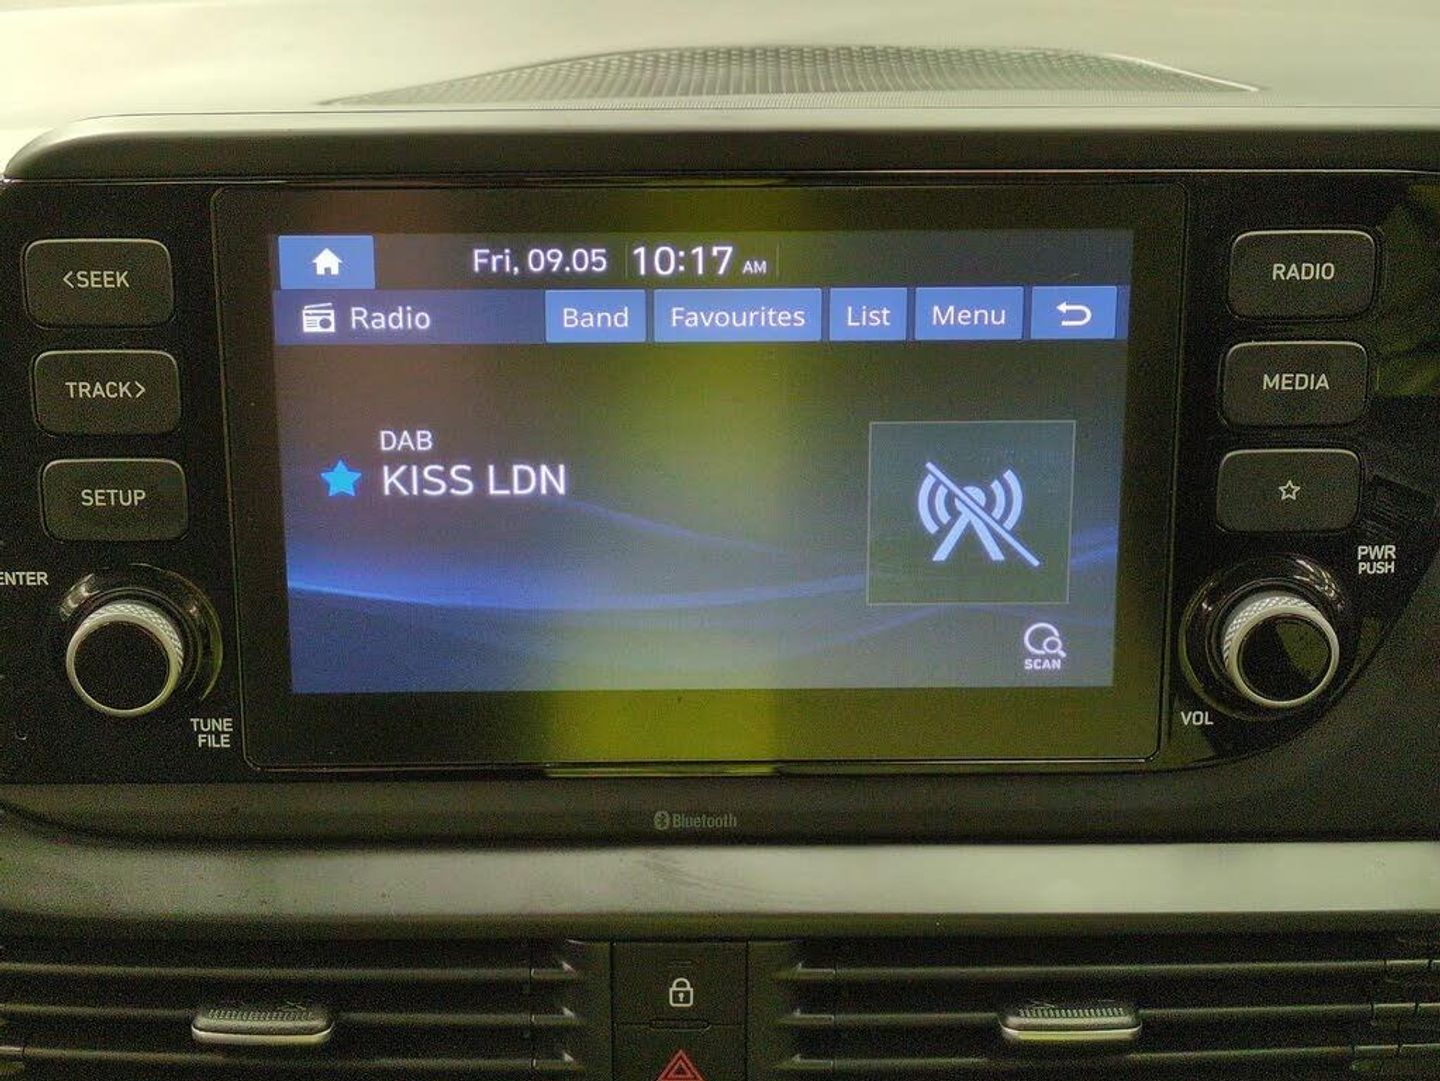 Fri, 09.05 10:17 AM
<SEEK
RADIO
Radio Band Favourites List Menu
TRACK>
MEDIA
DAB
KISS LDN
SETUP
PWR
PUSH
ENTER
SCAN
TUNE
FILE
VOL
Bluetooth